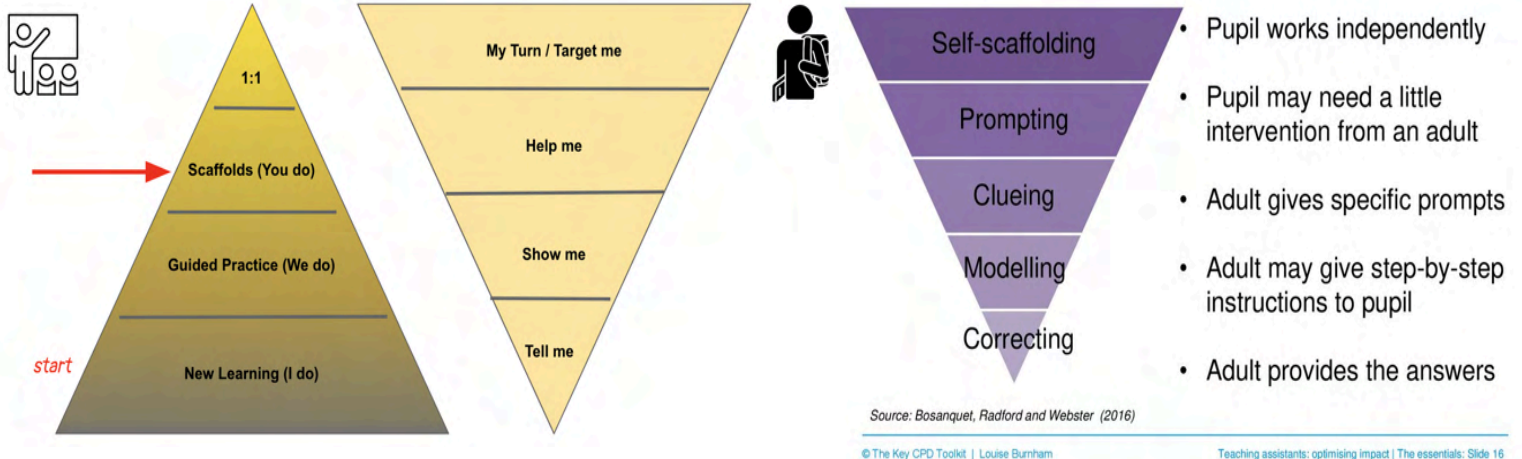 1:1
Scaffolds (You do)
Guided Practice (We do)
start
New Learning (I do)
My Turn / Target me
Help me
Show me
Tell me
Self-scaffolding
Prompting
Clueing
Modelling
Correcting
• Pupil works independently
• Pupil may need a little
intervention from an adult
• Adult gives specific prompts
• Adult may give step-by-step
instructions to pupil
• Adult provides the answers
Source: Bosanquet, Radford and Webster (2016)
© The Key CPD Toolkit | Louise Burnham
Teaching assistants: optimising impact | The essentials: Slide 16